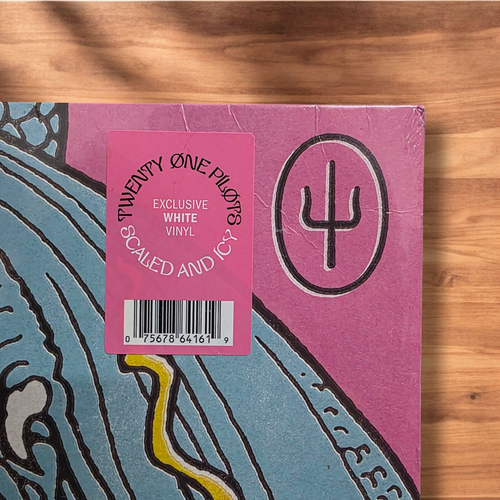 TWENTY ØNE PILØTS
EXCLUSIVE
WHITE
VINYL
SCALED AND ICY
0 75678 64161 9